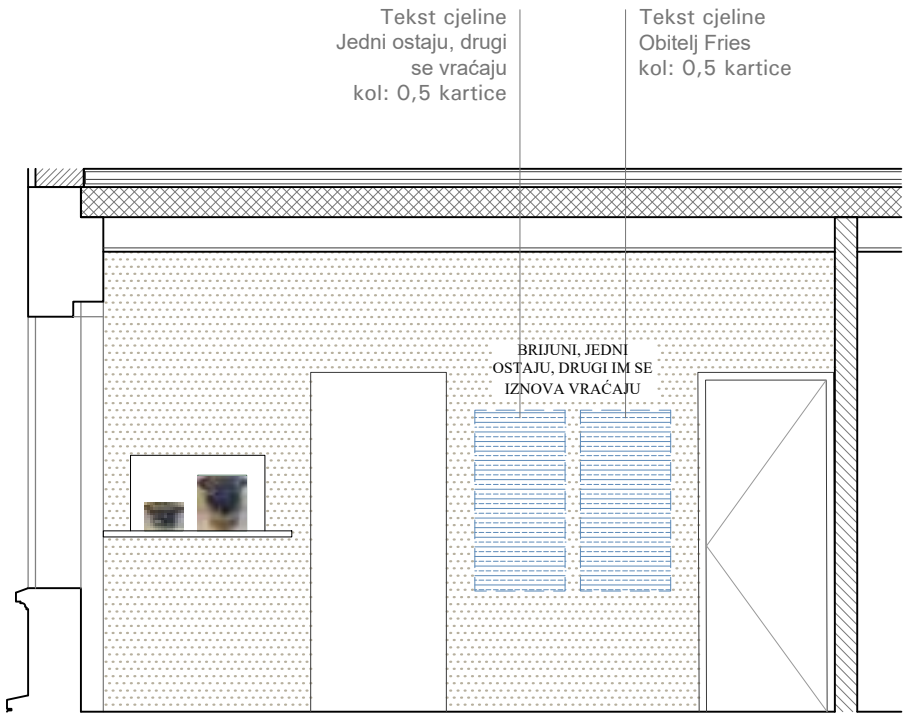 Tekst cjeline
Jedni ostaju, drugi
se vraćaju
kol: 0,5 kartice
Tekst cjeline
Obitelj Fries
kol: 0,5 kartice
BRIJUNI, JEDNI
OSTAJU, DRUGI IM SE
IZNOVA VRAĆAJU